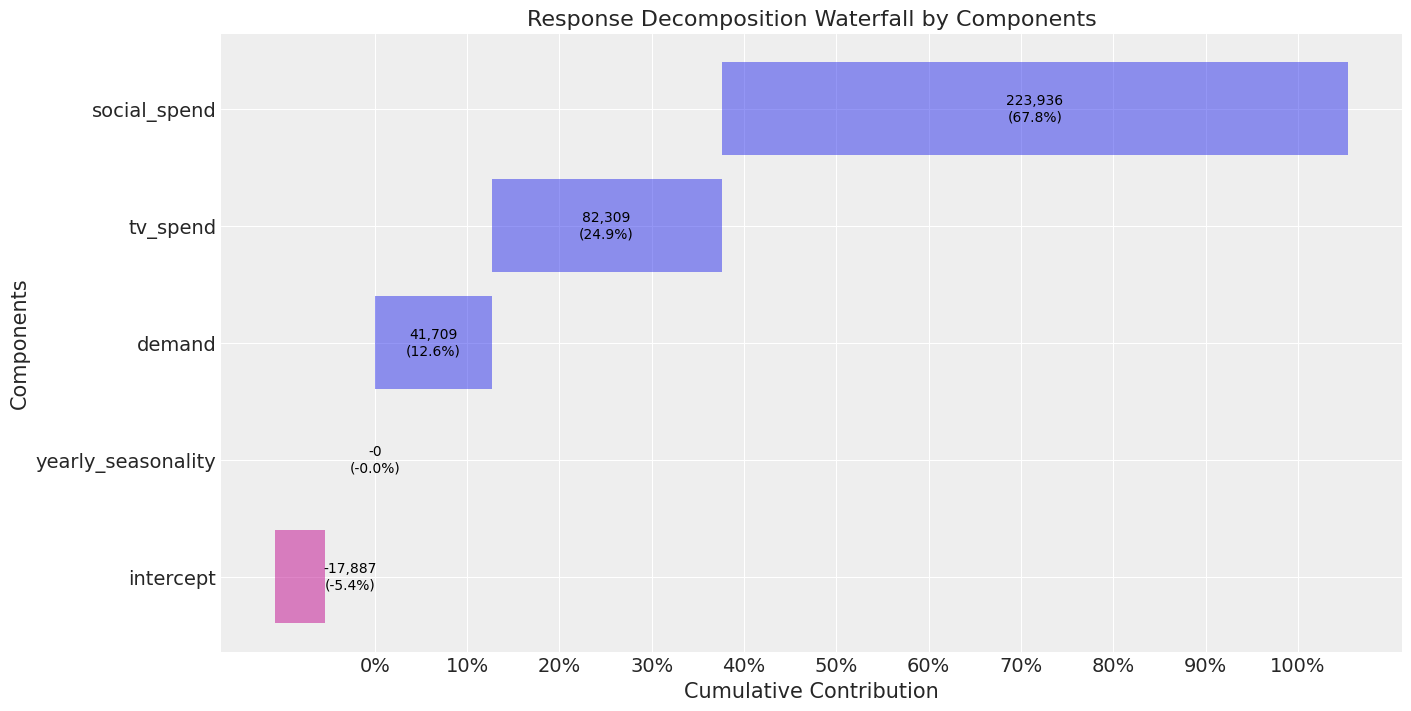 Response Decomposition Waterfall by Components
Components
social_spend
223,936
(67.8%)
tv_spend
82,309
(24.9%)
demand
41,709
(12.6%)
yearly_seasonality
-0
(-0.0%)
intercept
-17,887
(-5.4%)
0% 10% 20% 30% 40% 50% 60% 70% 80% 90% 100%
Cumulative Contribution